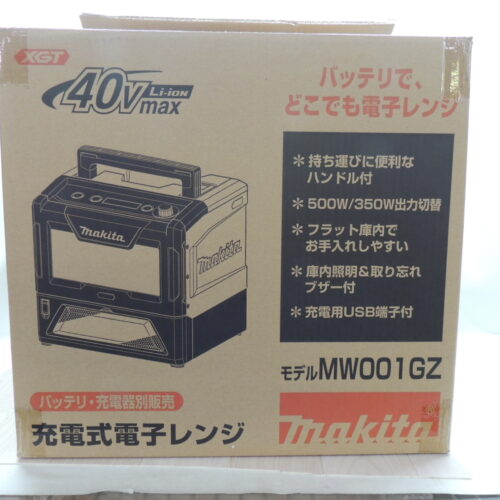 XGT
40Vmax Li-ion
バッテリで、
どこでも電子レンジ
＊持ち運びに便利な
ハンドル付
＊500W/350W出力切替
＊フラット庫内で
お手入れしやすい
＊庫内照明&取り忘れ
ブザー付
＊充電用USB端子付
makita
makita
モデルMW001GZ
バッテリ・充電器別販売
充電式電子レンジ
makita